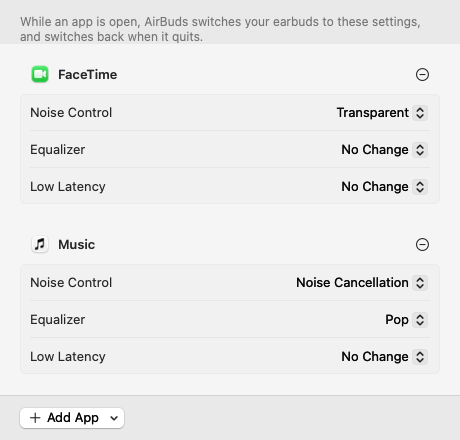 While an app is open, AirBuds switches your earbuds to these settings,
and switches back when it quits.
FaceTime
Noise Control Transparent
Equalizer No Change
Low Latency No Change
Music
Noise Control Noise Cancellation
Equalizer Pop
Low Latency No Change
+ Add App